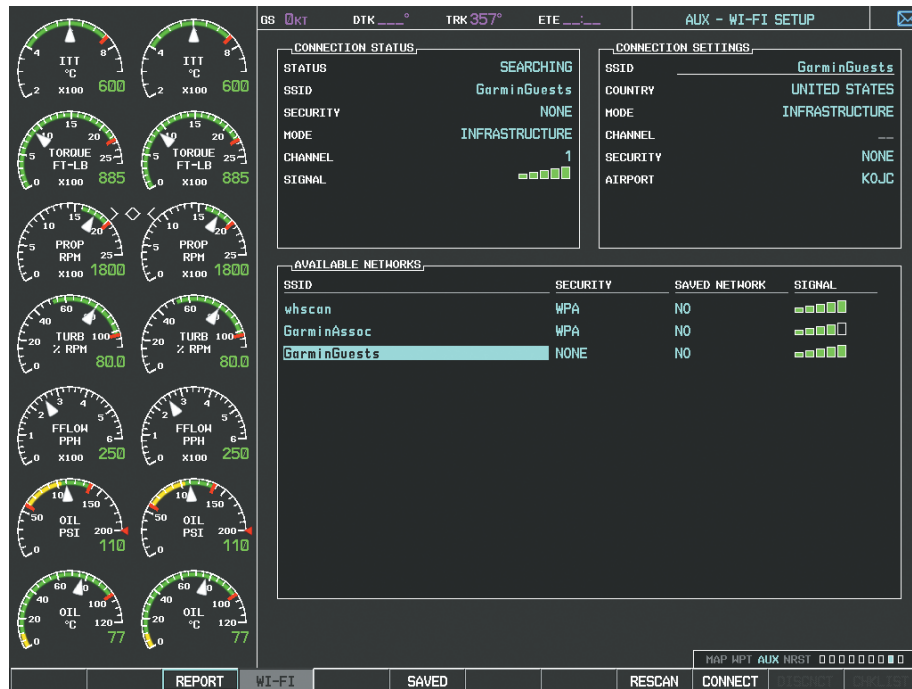 GS 0KT DTK ___° TRK 357° ETE __:__ AUX - WI-FI SETUP
4 8
ITT
°C
2 X100 600
4 8
ITT
°C
2 X100 600
10 15 20
5 TORQUE 25
FT-LB
0 X100 885
10 15 20
5 TORQUE 25
FT-LB
0 X100 885
10 15 20
5 PROP 25
RPM
0 X100 1800
10 15 20
5 PROP 25
RPM
0 X100 1800
40 60
20 TURB 100
% RPM
0 80.0
40 60
20 TURB 100
% RPM
0 80.0
2 3 4 5
1 FFLOW 6
PPH
0 X100 250
2 3 4 5
1 FFLOW 6
PPH
0 X100 250
50 150
OIL 200
PSI
0 110
50 150
OIL 200
PSI
0 110
40 60 100
20 OIL 120
°C
0 77
40 60 100
20 OIL 120
°C
0 77
CONNECTION STATUS
STATUS SEARCHING
SSID GarminGuests
SECURITY NONE
MODE INFRASTRUCTURE
CHANNEL 1
SIGNAL
CONNECTION SETTINGS
SSID GarminGuests
COUNTRY UNITED STATES
MODE INFRASTRUCTURE
CHANNEL __
SECURITY NONE
AIRPORT KOJC
AVAILABLE NETWORKS
SSID SECURITY SAVED NETWORK SIGNAL
whscan WPA NO
GarminAssoc WPA NO
GarminGuests NONE NO
MAP WPT AUX NRST
REPORT WI-FI SAVED RESCAN CONNECT DISCNCT CHKLIST